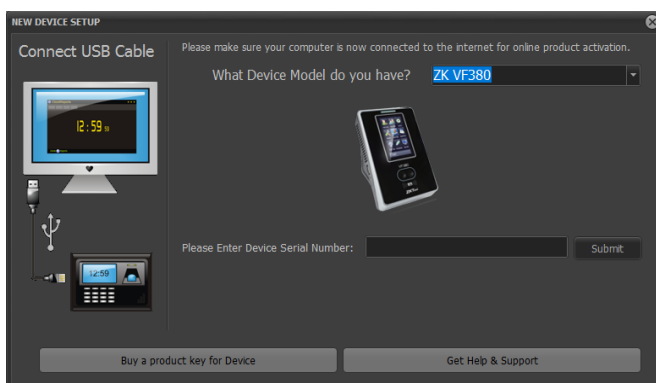 NEW DEVICE SETUP
Connect USB Cable
Please make sure your computer is now connected to the internet for online product activation.
What Device Model do you have?
ZK VF380
12:59
Please Enter Device Serial Number:
Submit
12:59
Buy a product key for Device
Get Help & Support